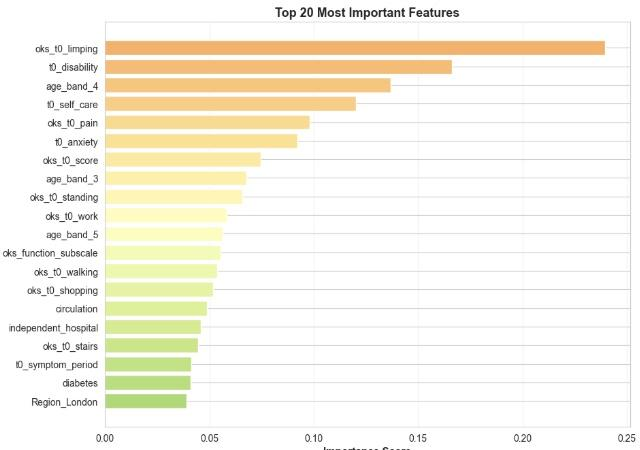 Top 20 Most Important Features
oks_t0_limping
t0_disability
age_band_4
t0_self_care
oks_t0_pain
t0_anxiety
oks_t0_score
age_band_3
oks_t0_standing
oks_t0_work
age_band_5
oks_function_subscale
oks_t0_walking
oks_t0_shopping
circulation
independent_hospital
oks_t0_stairs
t0_symptom_period
diabetes
Region_London
0.00 0.05 0.10 0.15 0.20 0.25
Importance Score